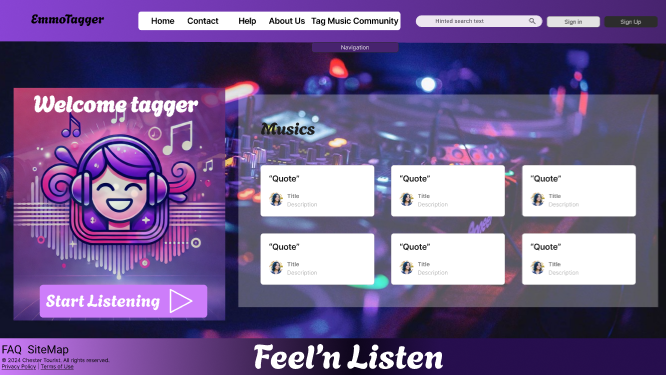 EmmoTagger
Home Contact Help About Us Tag Music Community
Hinted search text
Sign in
Sign Up
Navigation
Welcome tagger
Start Listening
Musics
"Quote"
Title
Description
"Quote"
Title
Description
"Quote"
Title
Description
"Quote"
Title
Description
"Quote"
Title
Description
"Quote"
Title
Description
FAQ SiteMap
© 2024 Chester Tourist. All rights reserved.
Privacy Policy | Terms of Use
Feel'n Listen